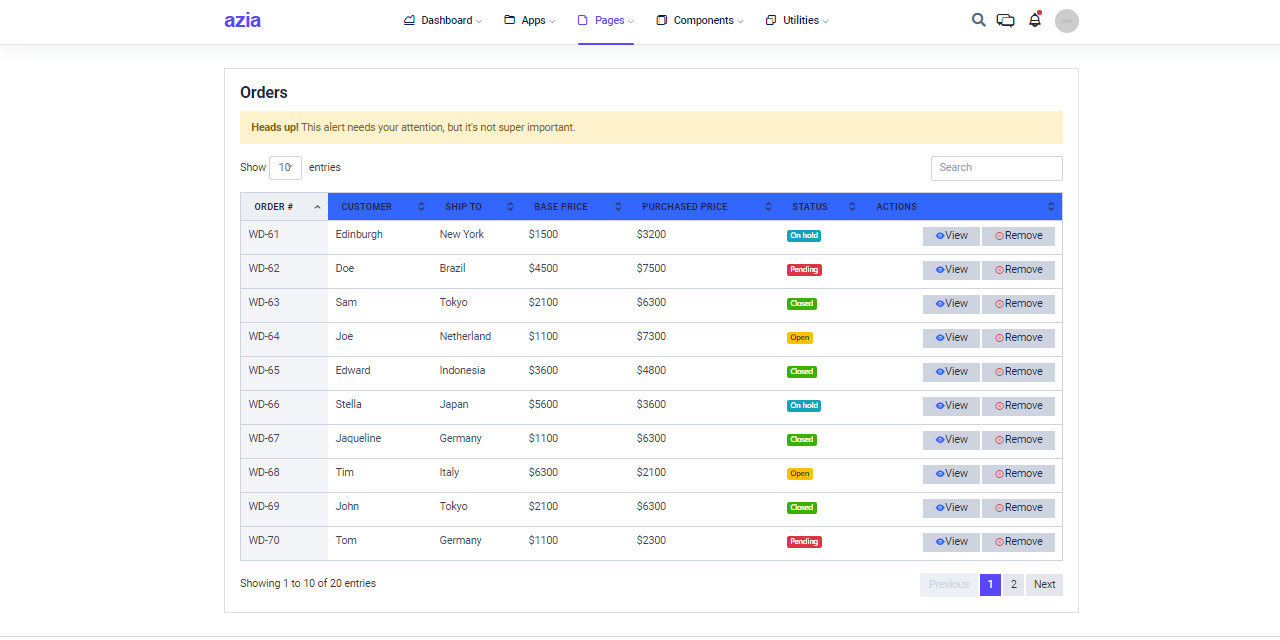 azia Dashboard Apps Pages Components Utilities
Orders
Heads up! This alert needs your attention, but it's not super important.
Show 10 entries Search
ORDER # CUSTOMER SHIP TO BASE PRICE PURCHASED PRICE STATUS ACTIONS
WD-61 Edinburgh New York $1500 $3200 On hold View Remove
WD-62 Doe Brazil $4500 $7500 Pending View Remove
WD-63 Sam Tokyo $2100 $6300 Closed View Remove
WD-64 Joe Netherland $1100 $7300 Open View Remove
WD-65 Edward Indonesia $3600 $4800 Closed View Remove
WD-66 Stella Japan $5600 $3600 On hold View Remove
WD-67 Jaqueline Germany $1100 $6300 Closed View Remove
WD-68 Tim Italy $6300 $2100 Open View Remove
WD-69 John Tokyo $2100 $6300 Closed View Remove
WD-70 Tom Germany $1100 $2300 Pending View Remove
Showing 1 to 10 of 20 entries Previous 1 2 Next